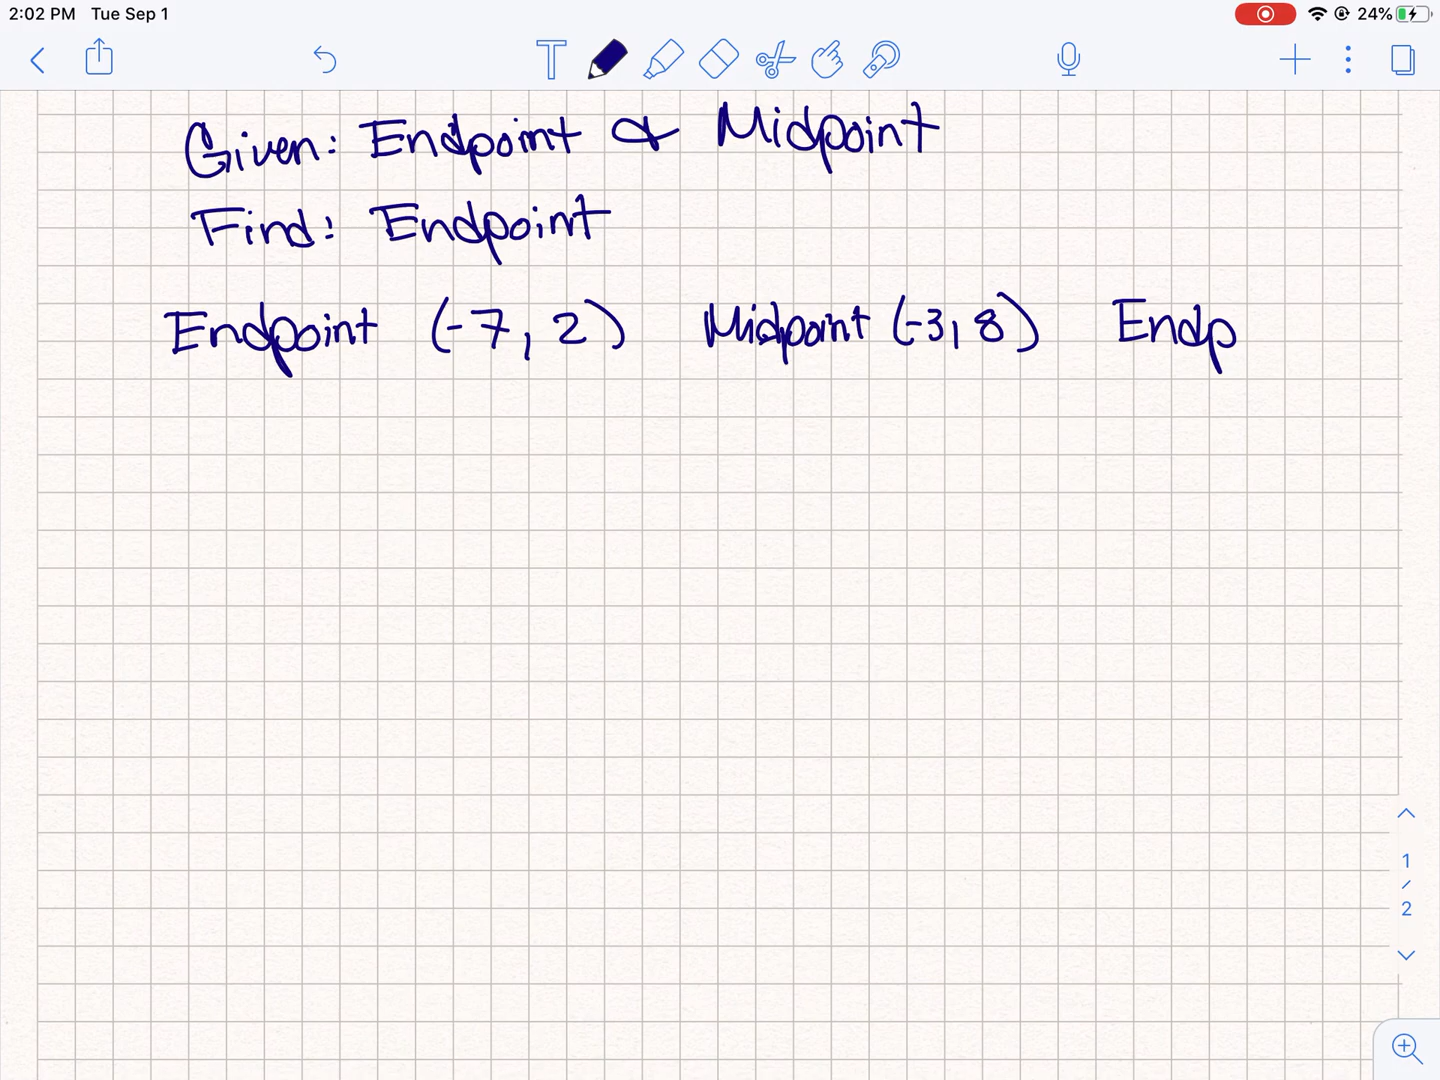 2:02 PM Tue Sep 1 24%
T
Given: Endpoint & Midpoint
Find: Endpoint
Endpoint (-7, 2) Midpoint (-3, 8) Endp
1
2